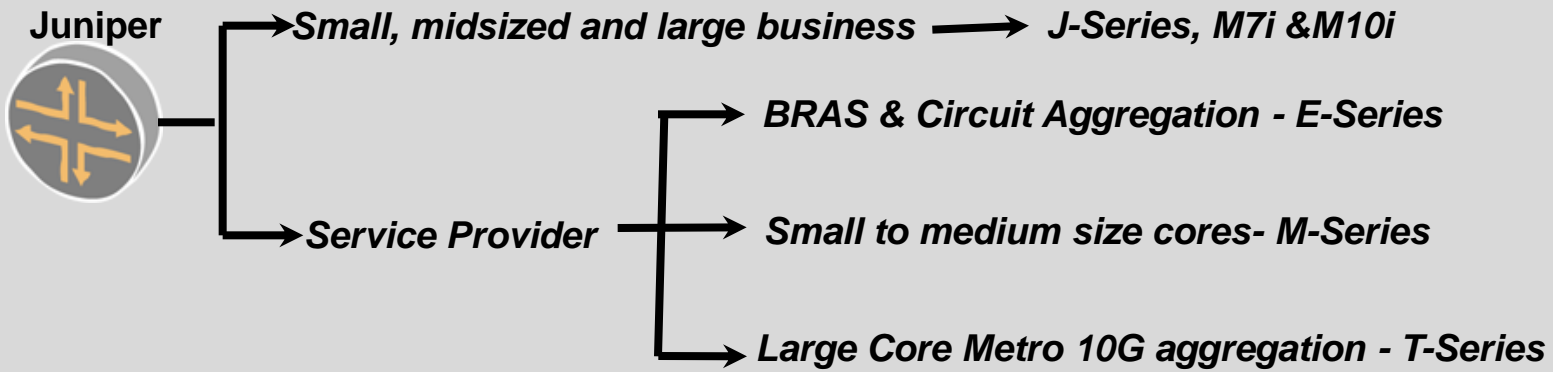 Juniper
Small, midsized and large business
J-Series, M7i &M10i
BRAS & Circuit Aggregation - E-Series
Service Provider
Small to medium size cores- M-Series
Large Core Metro 10G aggregation - T-Series